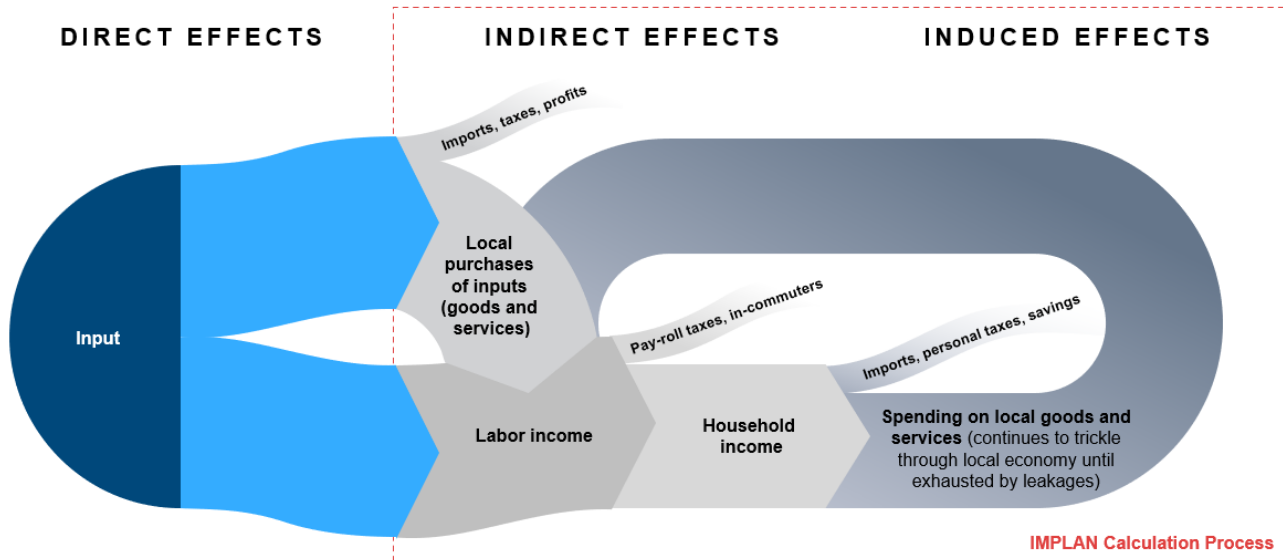 DIRECT EFFECTS
INDIRECT EFFECTS
INDUCED EFFECTS
Imports, taxes, profits
Local
purchases
of inputs
(goods and
services)
Input
Pay-roll taxes, in-commuters
Imports, personal taxes, savings
Labor income
Household
income
Spending on local goods and
services (continues to trickle
through local economy until
exhausted by leakages)
IMPLAN Calculation Process